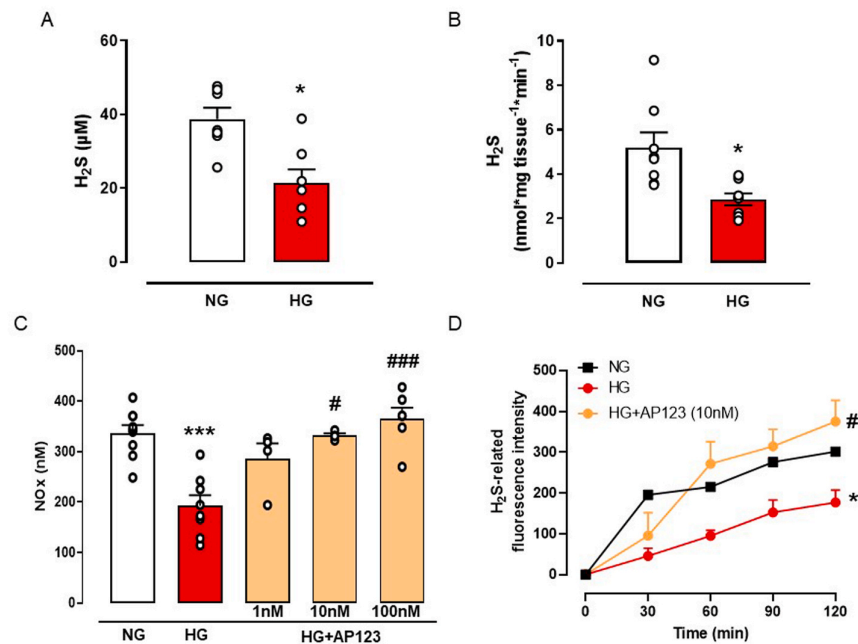 A
H₂S (µM)
60
40
20
0
*
NG HG
B
H₂S
(nmol*mg tissue⁻¹*min⁻¹)
10
8
6
4
2
0
*
NG HG
C
NOx (nM)
500
400
300
200
100
0
***
#
###
1nM 10nM 100nM
NG HG HG+AP123
D
NG
HG
HG+AP123 (10nM)
H₂S-related
fluorescence intensity
500
400
300
200
100
0
#
*
0 30 60 90 120
Time (min)